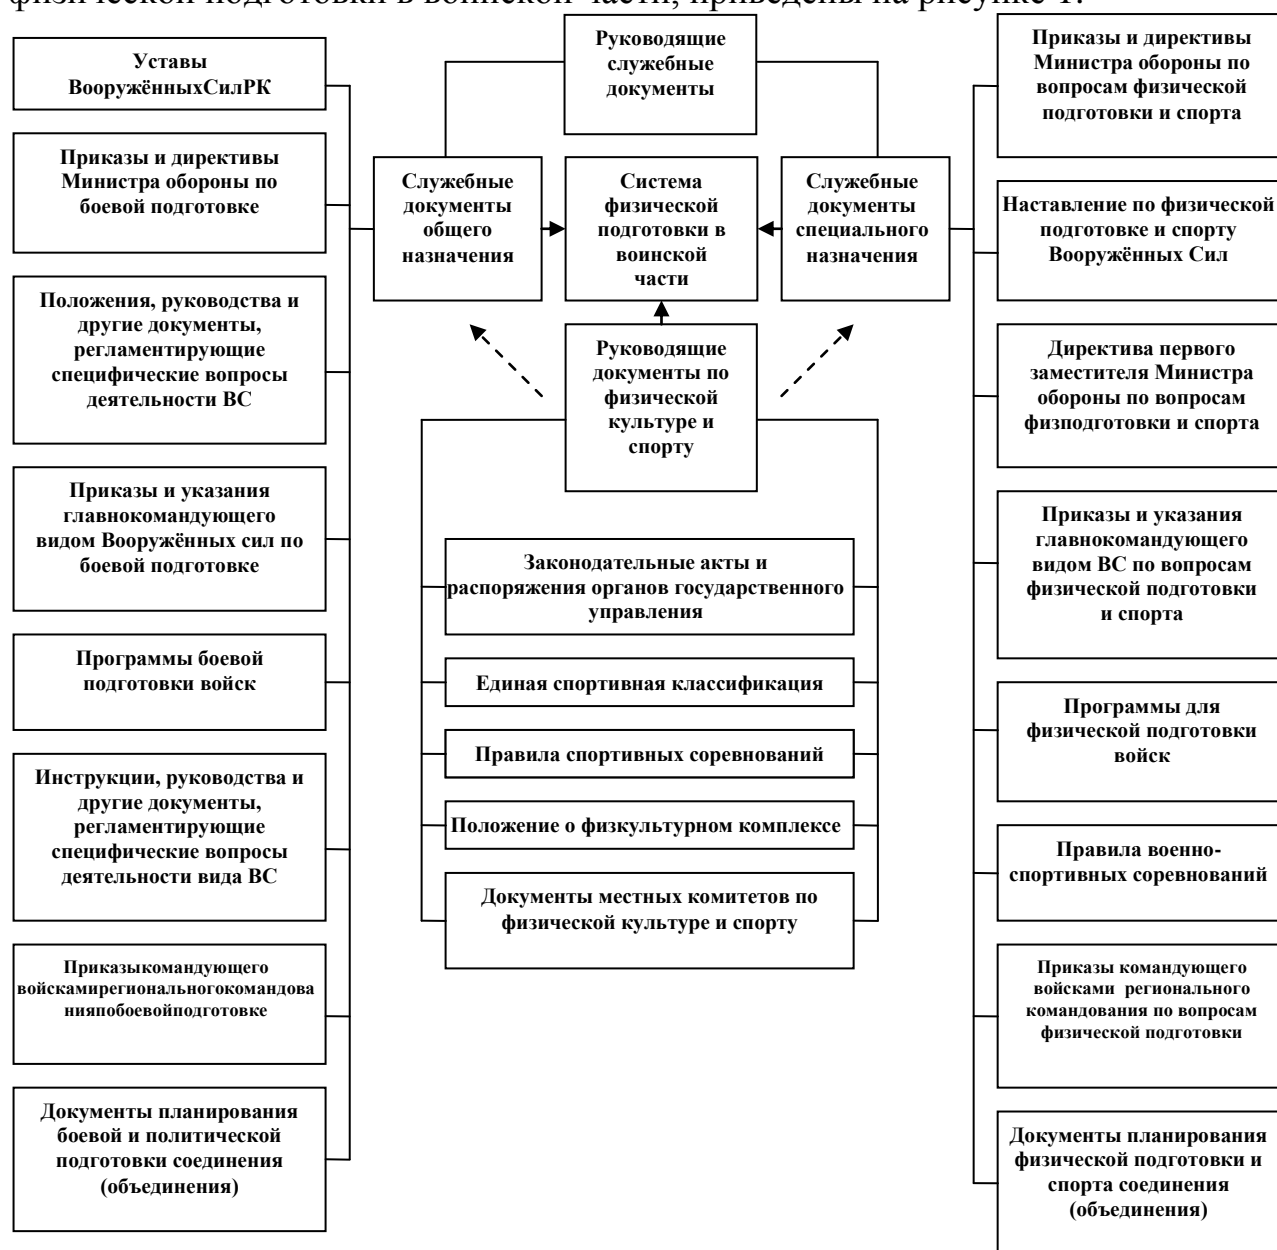 физической подготовки в воинской части, приведены на рисунке 1.
Руководящие
служебные
документы
Уставы
ВооружённыхСилРК
Приказы и директивы
Министра обороны по
боевой подготовке
Положения, руководства и
другие документы,
регламентирующие
специфические вопросы
деятельности ВС
Приказы и указания
главнокомандующего
видом Вооружённых сил по
боевой подготовке
Программы боевой
подготовки войск
Инструкции, руководства и
другие документы,
регламентирующие
специфические вопросы
деятельности вида ВС
Приказыкомандующего
войскамирегиональногокомандова
нияпобоевойподготовке
Документы планирования
боевой и политической
подготовки соединения
(объединения)
Служебные
документы
общего
назначения
Система
физической
подготовки в
воинской
части
Служебные
документы
специального
назначения
Руководящие
документы по
физической
культуре и
спорту
Законодательные акты и
распоряжения органов государственного
управления
Единая спортивная классификация
Правила спортивных соревнований
Положение о физкультурном комплексе
Документы местных комитетов по
физической культуре и спорту
Приказы и директивы
Министра обороны по
вопросам физической
подготовки и спорта
Наставление по физической
подготовке и спорту
Вооружённых Сил
Директива первого
заместителя Министра
обороны по вопросам
физподготовки и спорта
Приказы и указания
главнокомандующего
видом ВС по вопросам
физической подготовки
и спорта
Программы для
физической подготовки
войск
Правила военно-
спортивных соревнований
Приказы командующего
войсками регионального
командования по вопросам
физической подготовки
Документы планирования
физической подготовки и
спорта соединения
(объединения)